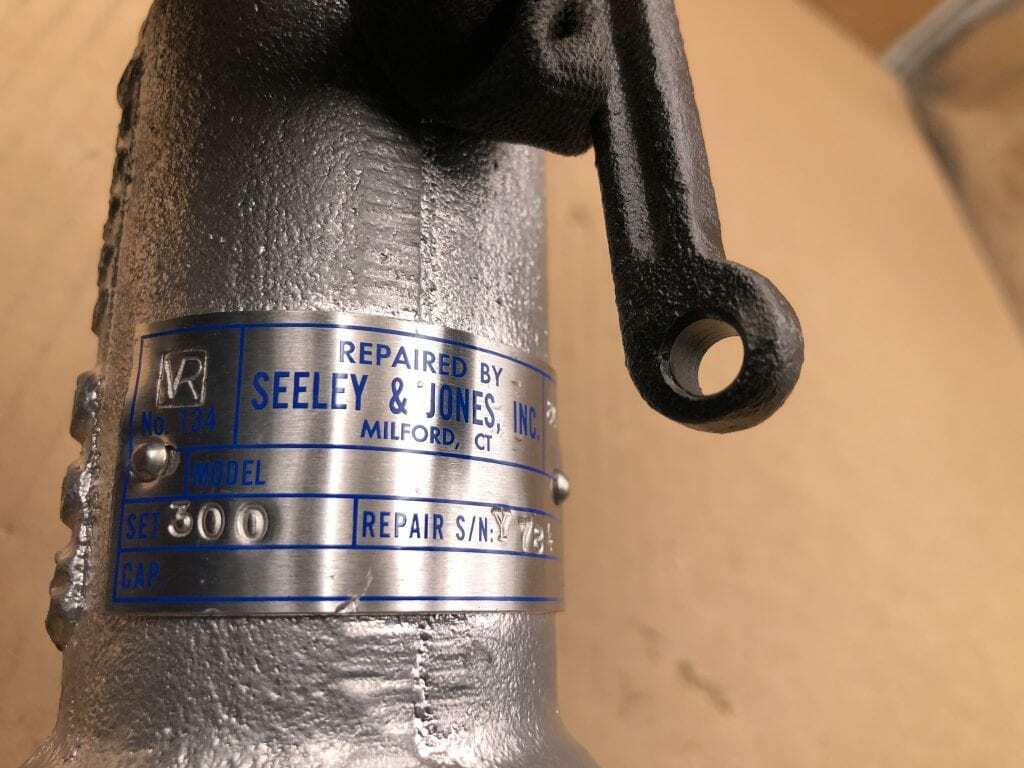 VR
No. 134
REPAIRED BY
SEELEY & JONES, INC.
MILFORD, CT
MODEL
SET 300
REPAIR S/N:
CAP